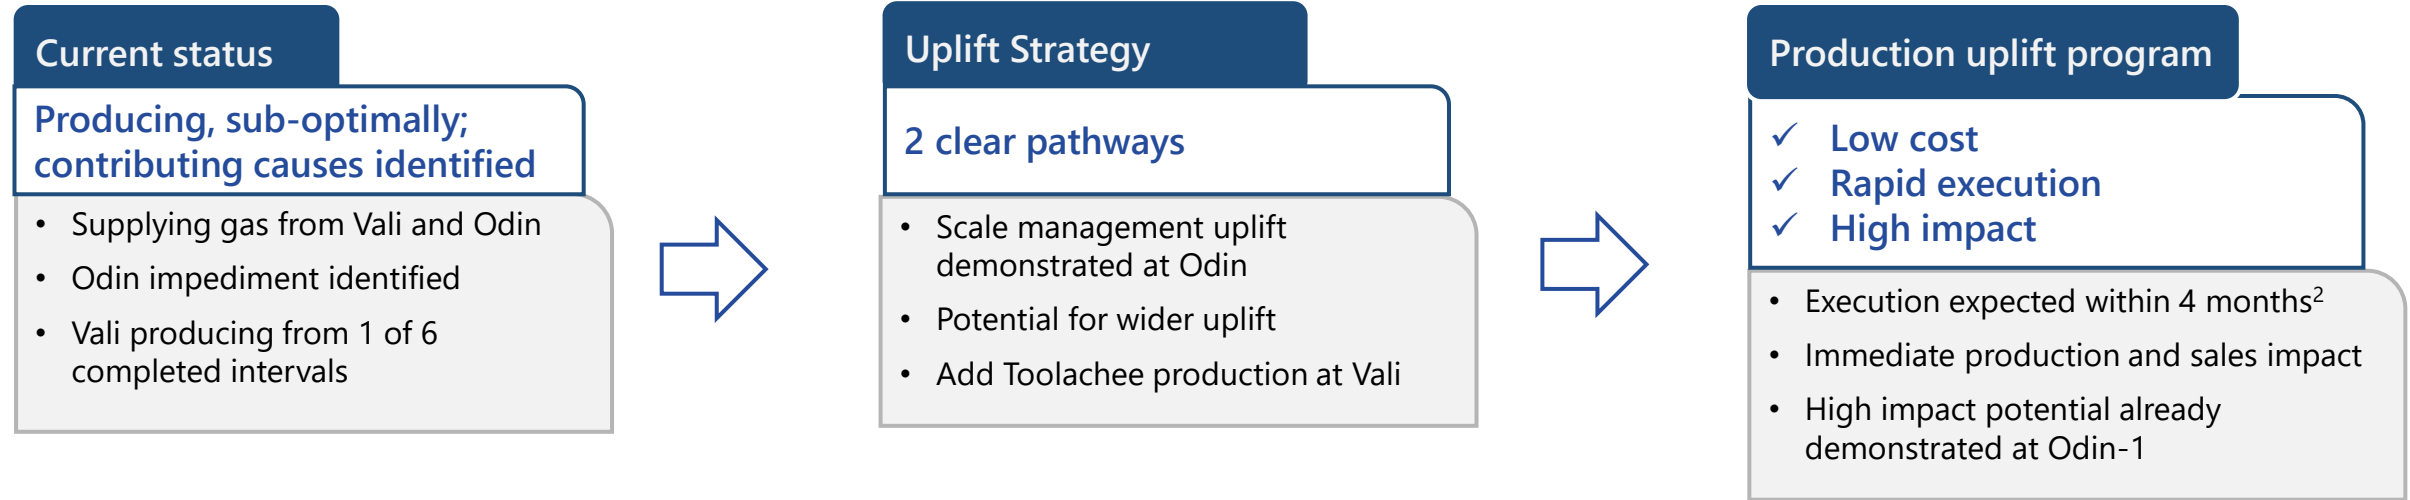 Current status
Producing, sub-optimally;
contributing causes identified
• Supplying gas from Vali and Odin
• Odin impediment identified
• Vali producing from 1 of 6
completed intervals
Uplift Strategy
2 clear pathways
• Scale management uplift
demonstrated at Odin
• Potential for wider uplift
• Add Toolachee production at Vali
Production uplift program
✓ Low cost
✓ Rapid execution
✓ High impact
• Execution expected within 4 months²
• Immediate production and sales impact
• High impact potential already
demonstrated at Odin-1